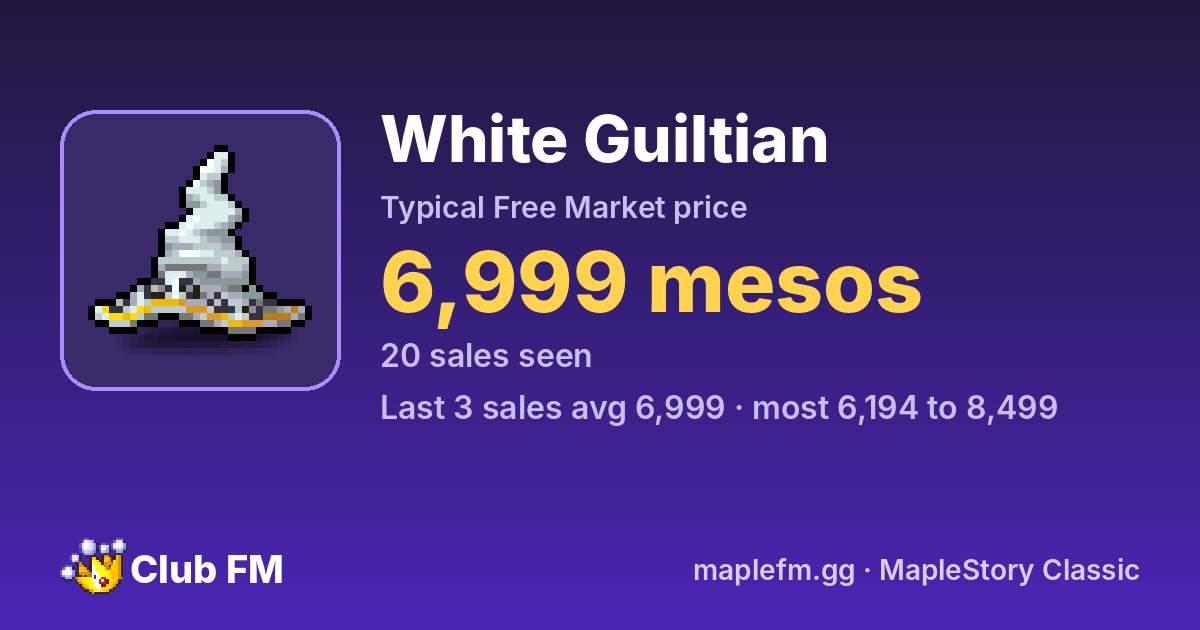 White Guiltian
Typical Free Market price
6,999 mesos
20 sales seen
Last 3 sales avg 6,999 · most 6,194 to 8,499
Club FM
maplefm.gg · MapleStory Classic